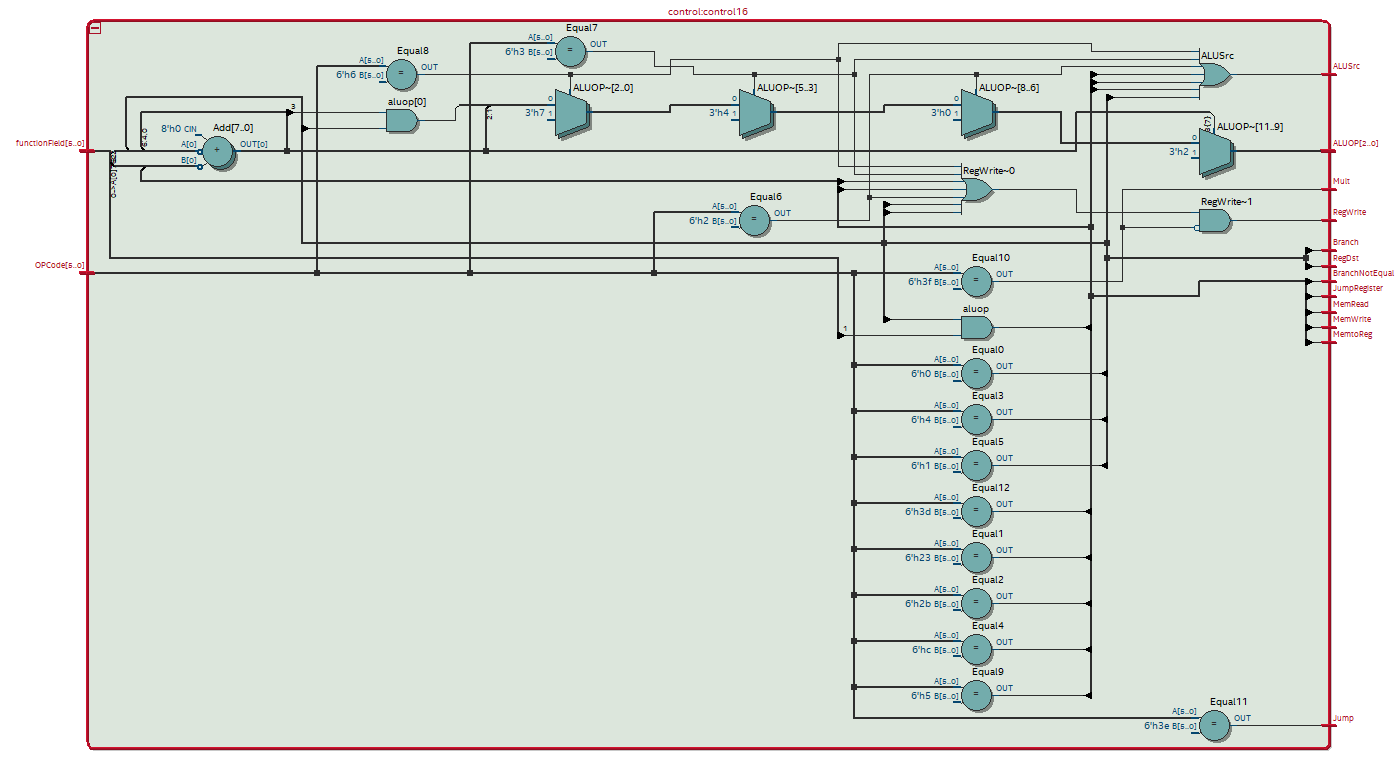 control:control16
Equal7
A[5..0]
6'h3 B[5..0]
OUT
Equal8
A[5..0]
6'h6 B[5..0]
OUT
ALUSrc
ALUSrc
ALUOP~[2..0]
0
3'h7 1
ALUOP~[5..3]
0
3'h4 1
ALUOP~[8..6]
0
3'h0 1
aluop[0]
3
2:1
5:4,0
8'h0 CIN
Add[7..0]
A[0]
B[0]
OUT[0]
functionField[5..0]
ALUOP~[11..9]
0
3'h2 1
ALUOP[2..0]
RegWrite~0
Mult
Equal6
A[5..0]
6'h2 B[5..0]
OUT
RegWrite~1
RegWrite
Branch
RegDst
BranchNotEqual
JumpRegister
MemRead
MemWrite
MemtoReg
OPCode[5..0]
Equal10
A[5..0]
6'h3f B[5..0]
OUT
aluop
1
Equal0
A[5..0]
6'h0 B[5..0]
OUT
Equal3
A[5..0]
6'h4 B[5..0]
OUT
Equal5
A[5..0]
6'h1 B[5..0]
OUT
Equal12
A[5..0]
6'h3d B[5..0]
OUT
Equal1
A[5..0]
6'h23 B[5..0]
OUT
Equal2
A[5..0]
6'h2b B[5..0]
OUT
Equal4
A[5..0]
6'hc B[5..0]
OUT
Equal9
A[5..0]
6'h5 B[5..0]
OUT
Equal11
A[5..0]
6'h3e B[5..0]
OUT
Jump